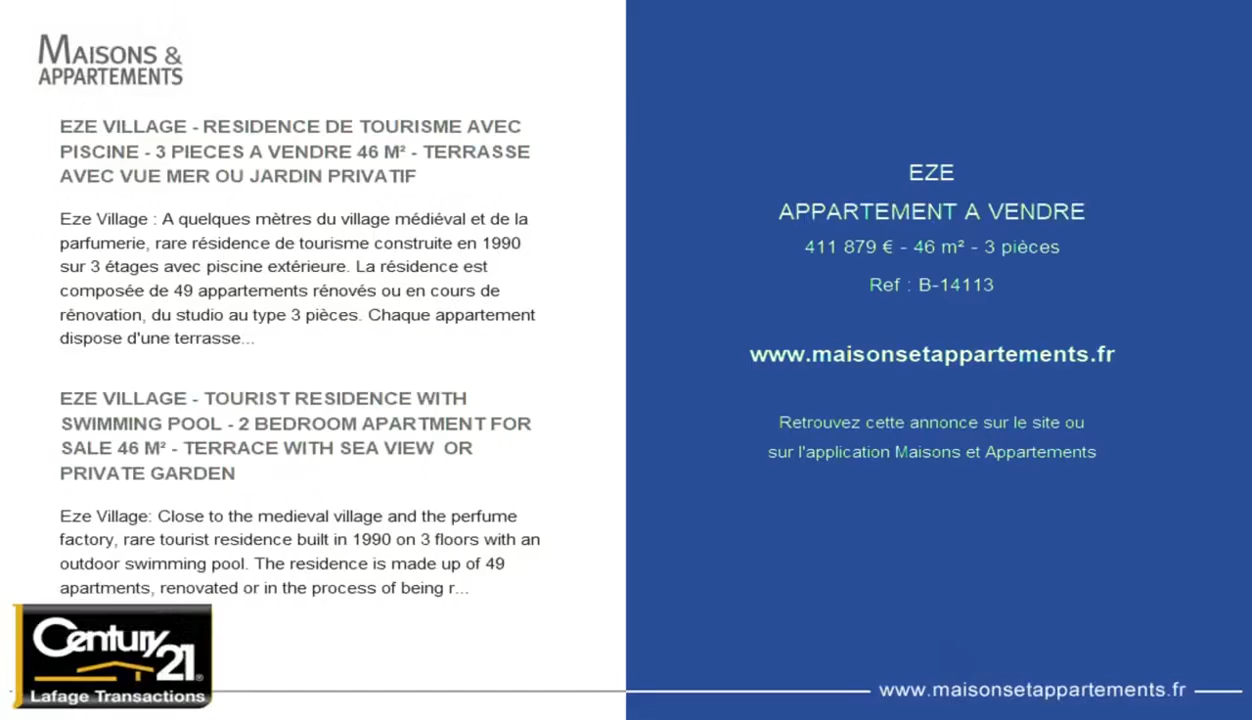 MAISONS &
APPARTEMENTS
EZE VILLAGE - RESIDENCE DE TOURISME AVEC
PISCINE - 3 PIECES A VENDRE 46 M² - TERRASSE
AVEC VUE MER OU JARDIN PRIVATIF
Eze Village : A quelques mètres du village médiéval et de la
parfumerie, rare résidence de tourisme construite en 1990
sur 3 étages avec piscine extérieure. La résidence est
composée de 49 appartements rénovés ou en cours de
rénovation, du studio au type 3 pièces. Chaque appartement
dispose d'une terrasse...
EZE VILLAGE - TOURIST RESIDENCE WITH
SWIMMING POOL - 2 BEDROOM APARTMENT FOR
SALE 46 M² - TERRACE WITH SEA VIEW OR
PRIVATE GARDEN
Eze Village: Close to the medieval village and the perfume
factory, rare tourist residence built in 1990 on 3 floors with an
outdoor swimming pool. The residence is made up of 49
apartments, renovated or in the process of being r...
Century 21®
Lafage Transactions
EZE
APPARTEMENT A VENDRE
411 879 € - 46 m² - 3 pièces
Ref : B-14113
www.maisonsetappartements.fr
Retrouvez cette annonce sur le site ou
sur l'application Maisons et Appartements
www.maisonsetappartements.fr